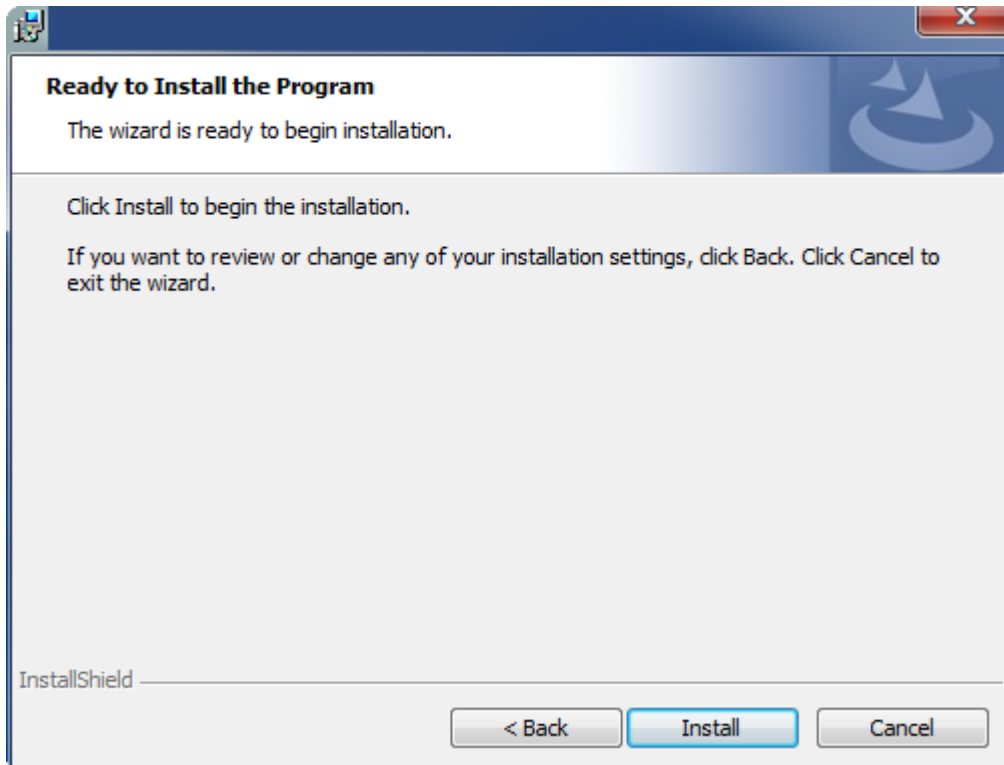 X
Ready to Install the Program
The wizard is ready to begin installation.
Click Install to begin the installation.
If you want to review or change any of your installation settings, click Back. Click Cancel to
exit the wizard.
InstallShield
< Back Install Cancel